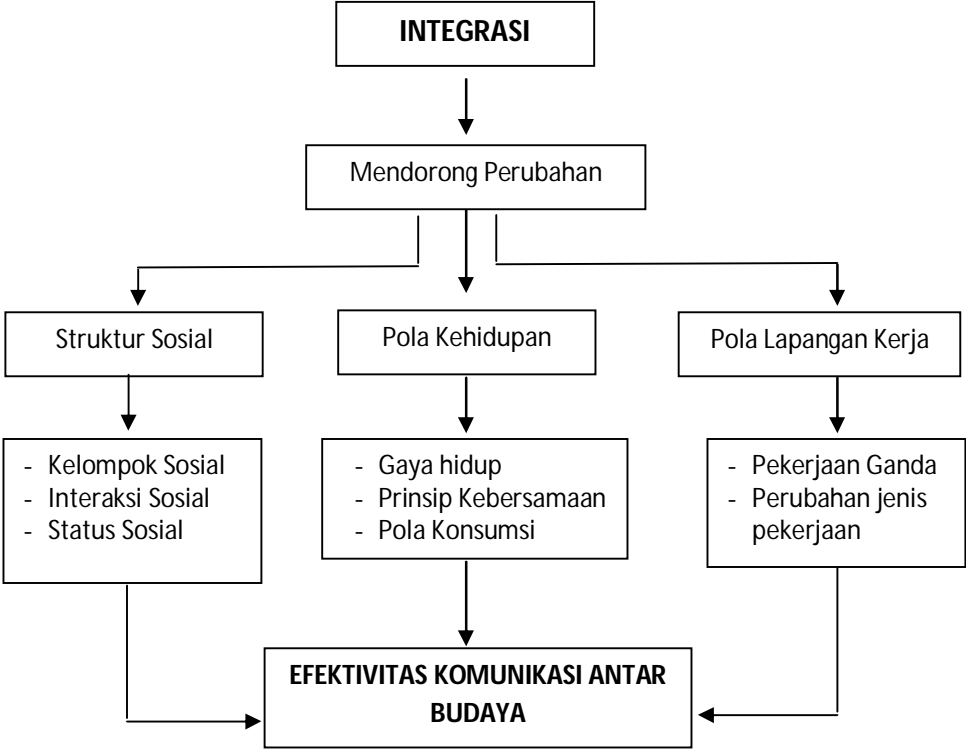 INTEGRASI
Mendorong Perubahan
Struktur Sosial
Pola Kehidupan
Pola Lapangan Kerja
- Kelompok Sosial
- Interaksi Sosial
- Status Sosial
- Gaya hidup
- Prinsip Kebersamaan
- Pola Konsumsi
- Pekerjaan Ganda
- Perubahan jenis
pekerjaan
EFEKTIVITAS KOMUNIKASI ANTAR
BUDAYA